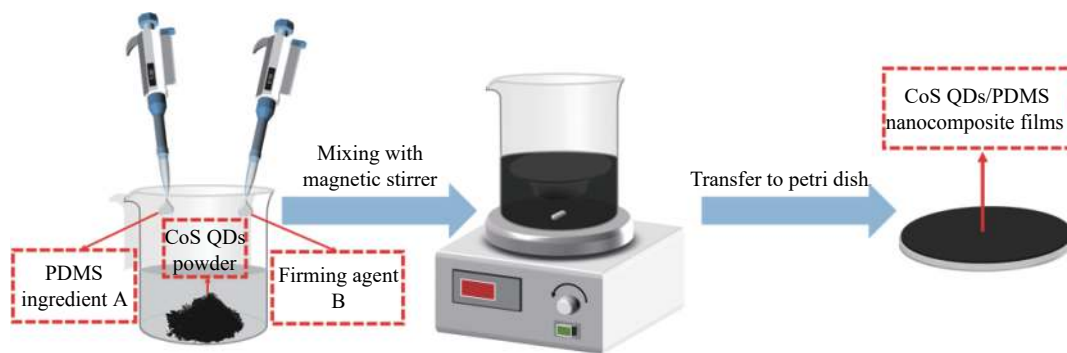 PDMS
ingredient A
CoS QDs
powder
Firming agent
B
Mixing with
magnetic stirrer
Transfer to petri dish
CoS QDs/PDMS
nanocomposite films